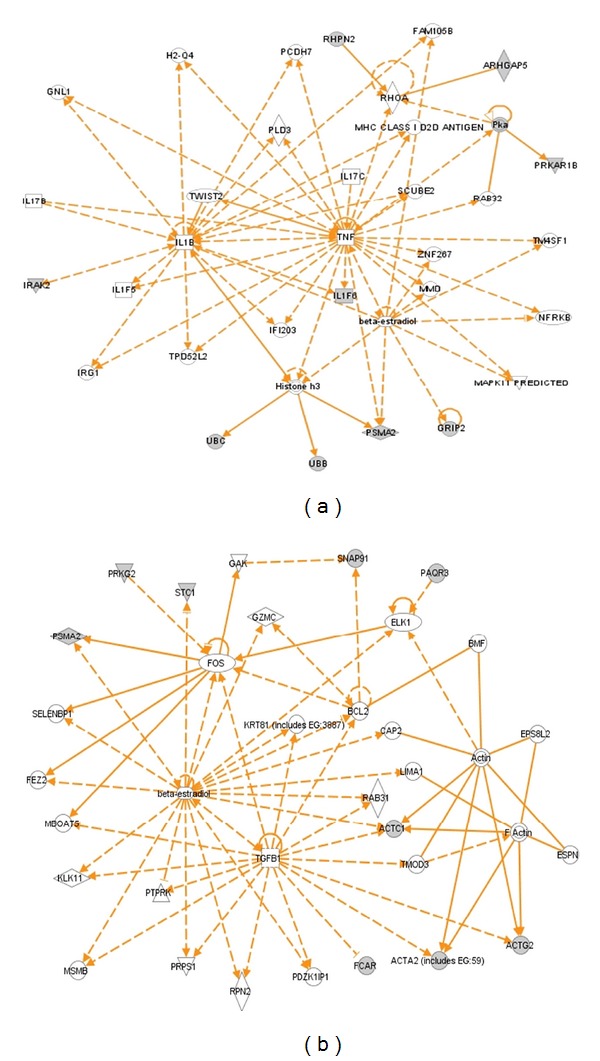 RHPN2
FAM105B
H2-Q4
PCDH7
ARHGAP5
GNL1
RHOA
PLD3
MHC CLASS I D2D ANTIGEN
Pka
PRKAR1B
IL17C
TWIST2
SCUBE2
IL17B
RAB32
TNF
IL1B
TM4SF1
ZNF267
IRAK2
IL1F5
IL1F6
MMD
beta-estradiol
NFRKB
IFI203
TPD52L2
IRG1
Histone h3
MAPK11 PREDICTED
UBC
PSMA2
GRIP2
UBB
( a )
GAK
SNAP91
PRKG2
PAQR3
STC1
GZMC
ELK1
PSMA2
FOS
BMF
SELENBP1
BCL2
KRT81 (includes EG:3887)
CAP2
EPS8L2
Actin
FEZ2
LIMA1
beta-estradiol
RAB31
MBOAT5
ACTC1
F Actin
TGFB1
ESPN
TMOD3
KLK11
PTPRK
ACTG2
MSMB
PRPS1
FCAR
ACTA2 (includes EG:59)
PDZK1IP1
RPN2
( b )